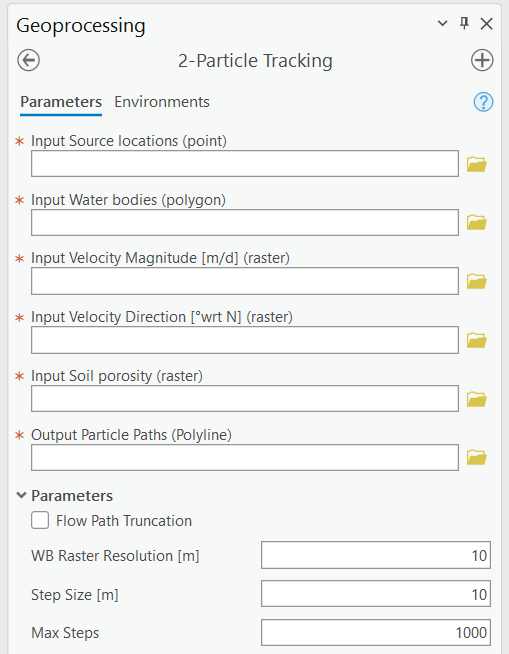 Geoprocessing
2-Particle Tracking
Parameters Environments
?
* Input Source locations (point)
* Input Water bodies (polygon)
* Input Velocity Magnitude [m/d] (raster)
* Input Velocity Direction [°wrt N] (raster)
* Input Soil porosity (raster)
* Output Particle Paths (Polyline)
Parameters
Flow Path Truncation
WB Raster Resolution [m] 10
Step Size [m] 10
Max Steps 1000